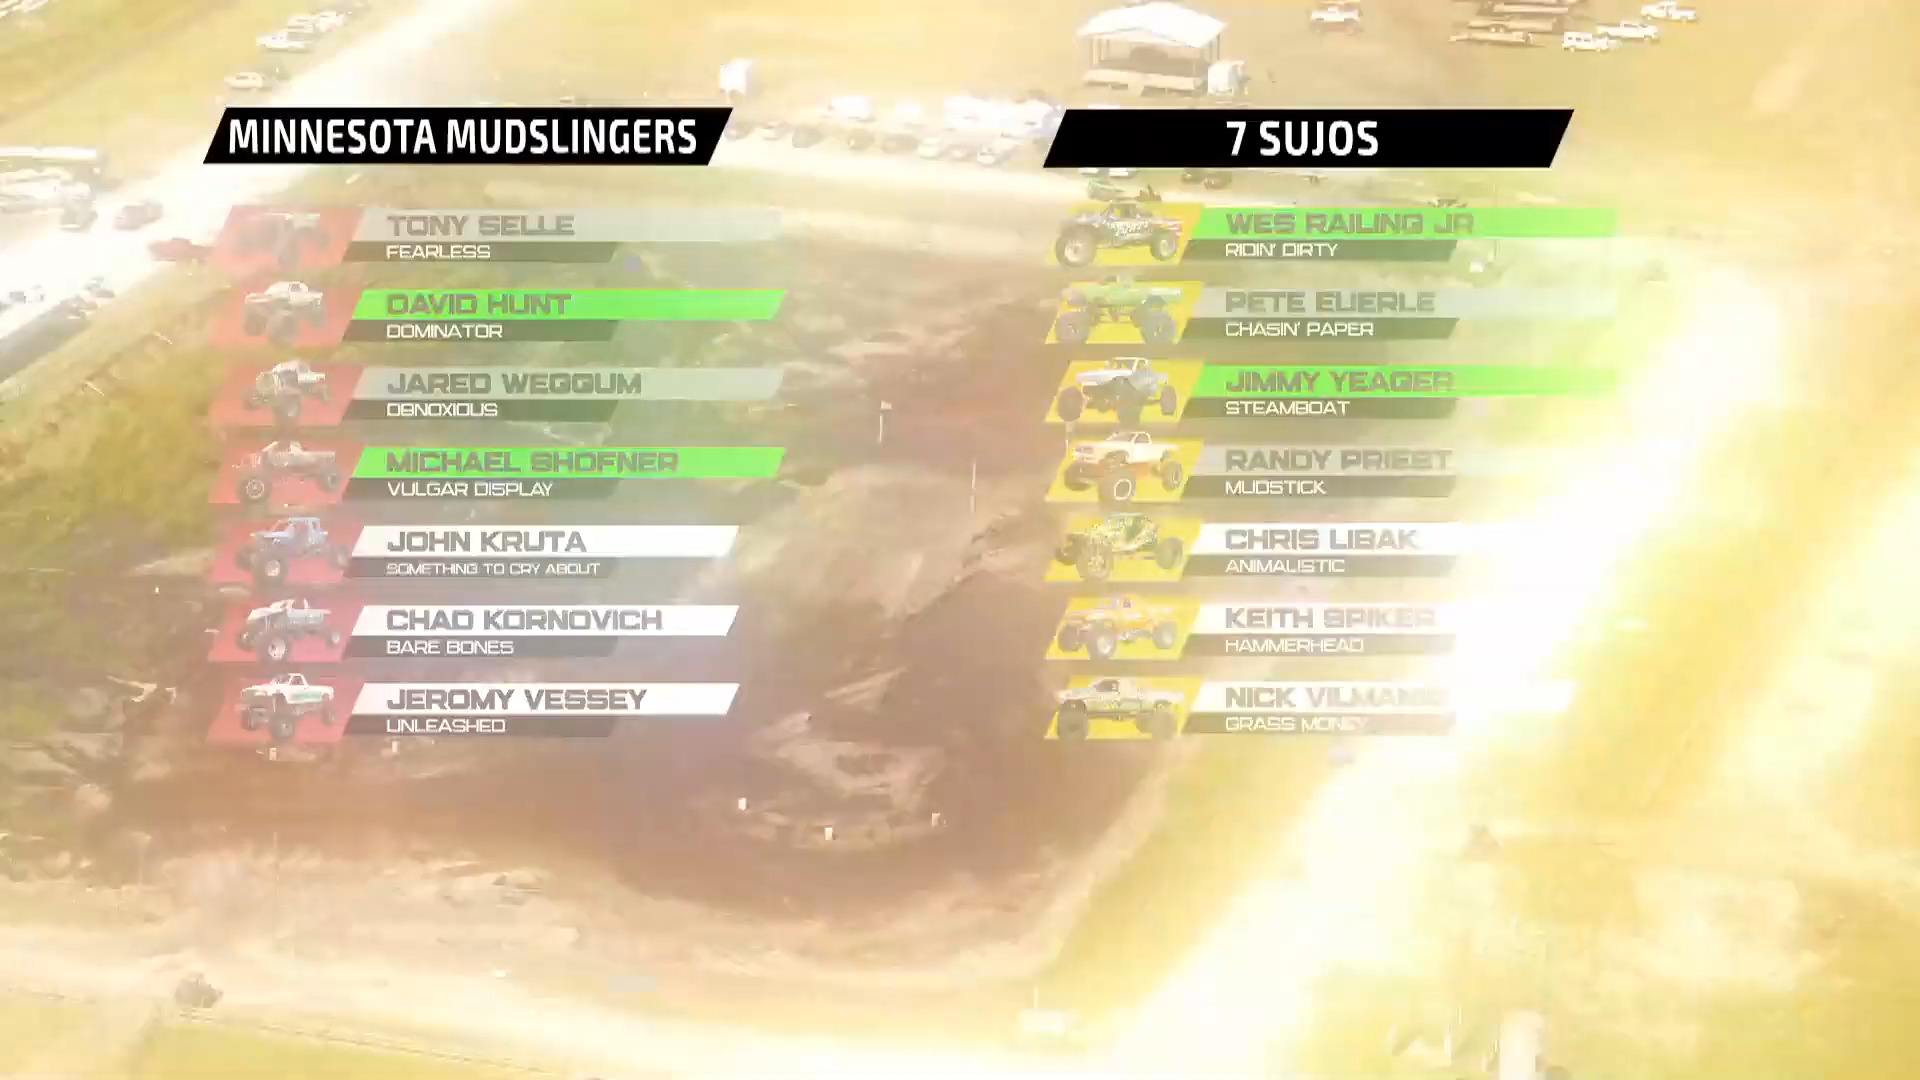 MINNESOTA MUDSLINGERS
TONY SELLE
FEARLESS
DAVID HUNT
DOMINATOR
JARED WEGGUM
OBNOXIOUS
MICHAEL SHOFNER
VULGAR DISPLAY
JOHN KRUTA
SOMETHING TO CRY ABOUT
CHAD KORNOVICH
BARE BONES
JEROMY VESSEY
UNLEASHED
7 SUJOS
WES RAILING JR
RIDIN' DIRTY
PETE EUERLE
CHASIN' PAPER
JIMMY YEAGER
STEAMBOAT
RANDY PRIEST
MUDSTICK
CHRIS LIBAK
ANIMALISTIC
KEITH SPIKER
HAMMERHEAD
NICK VILMANIS
GRASS MONEY